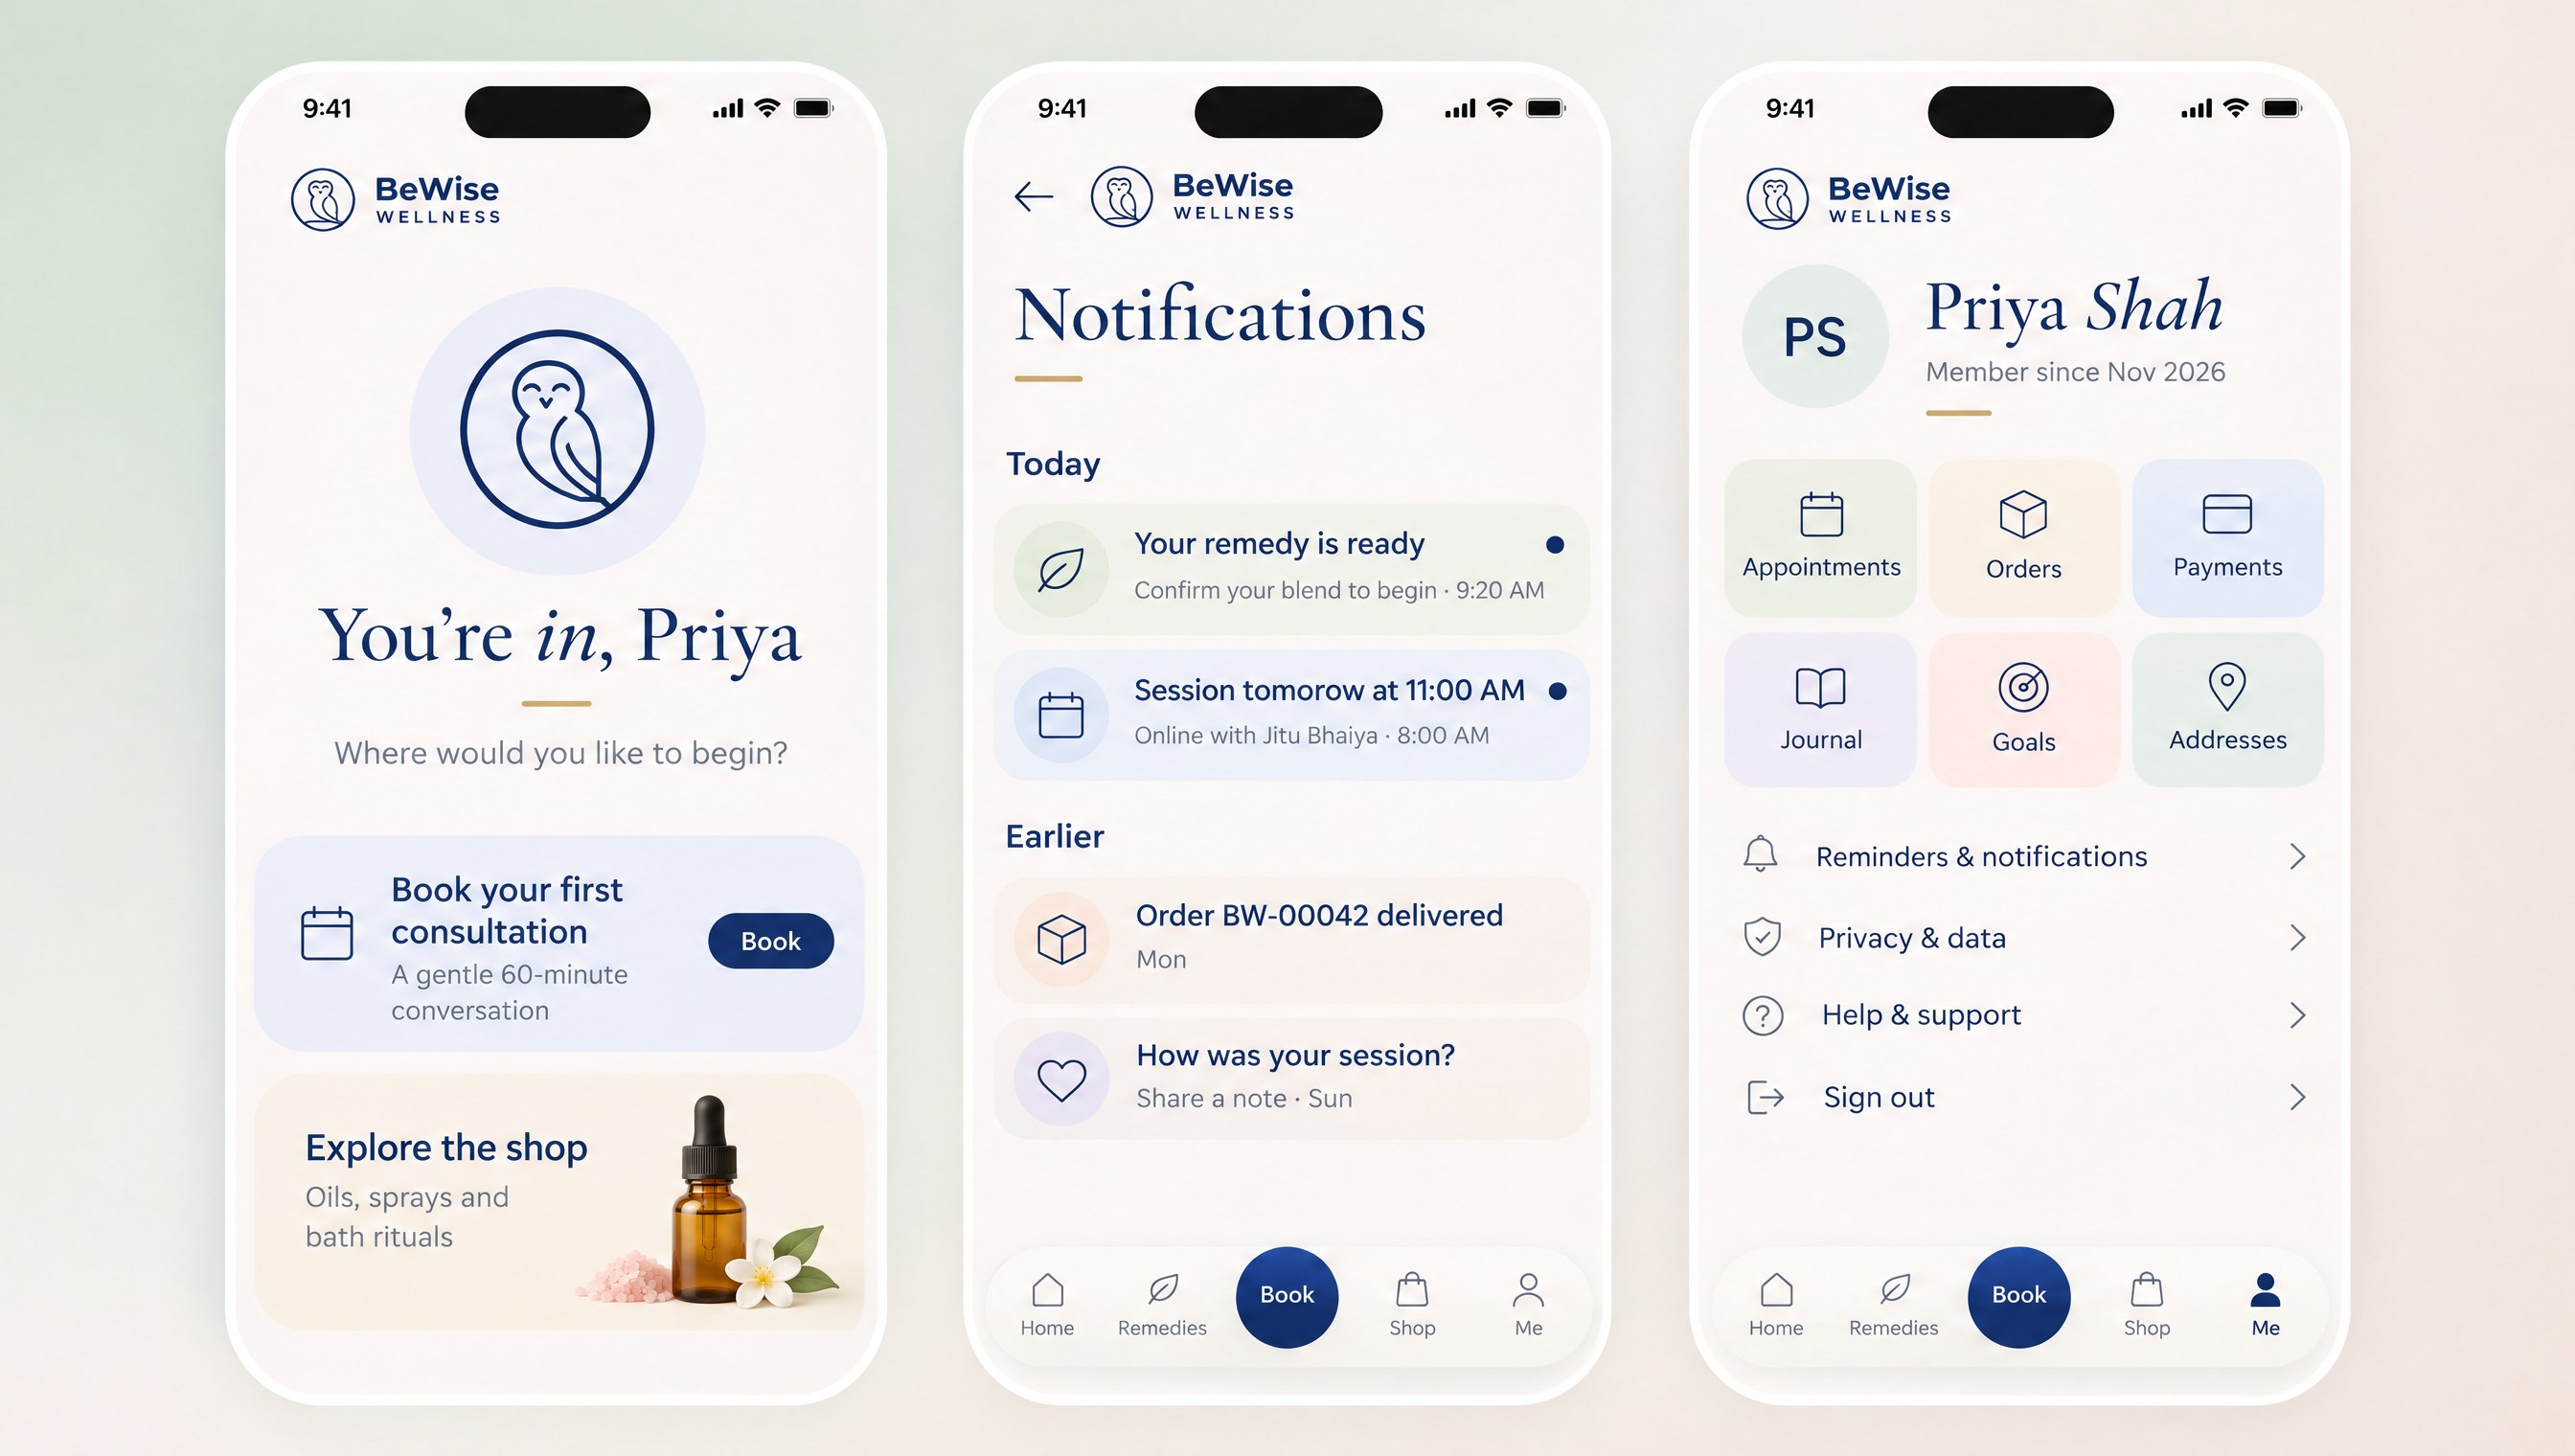 9:41
BeWise
WELLNESS
You’re in, Priya
Where would you like to begin?
Book your first
consultation
A gentle 60-minute
conversation
Book
Explore the shop
Oils, sprays and
bath rituals
9:41
BeWise
WELLNESS
Notifications
Today
Your remedy is ready
Confirm your blend to begin · 9:20 AM
Session tomorow at 11:00 AM
Online with Jitu Bhaiya · 8:00 AM
Earlier
Order BW-00042 delivered
Mon
How was your session?
Share a note · Sun
Home
Remedies
Book
Shop
Me
9:41
BeWise
WELLNESS
PS
Priya Shah
Member since Nov 2026
Appointments
Orders
Payments
Journal
Goals
Addresses
Reminders & notifications
Privacy & data
Help & support
Sign out
Home
Remedies
Book
Shop
Me